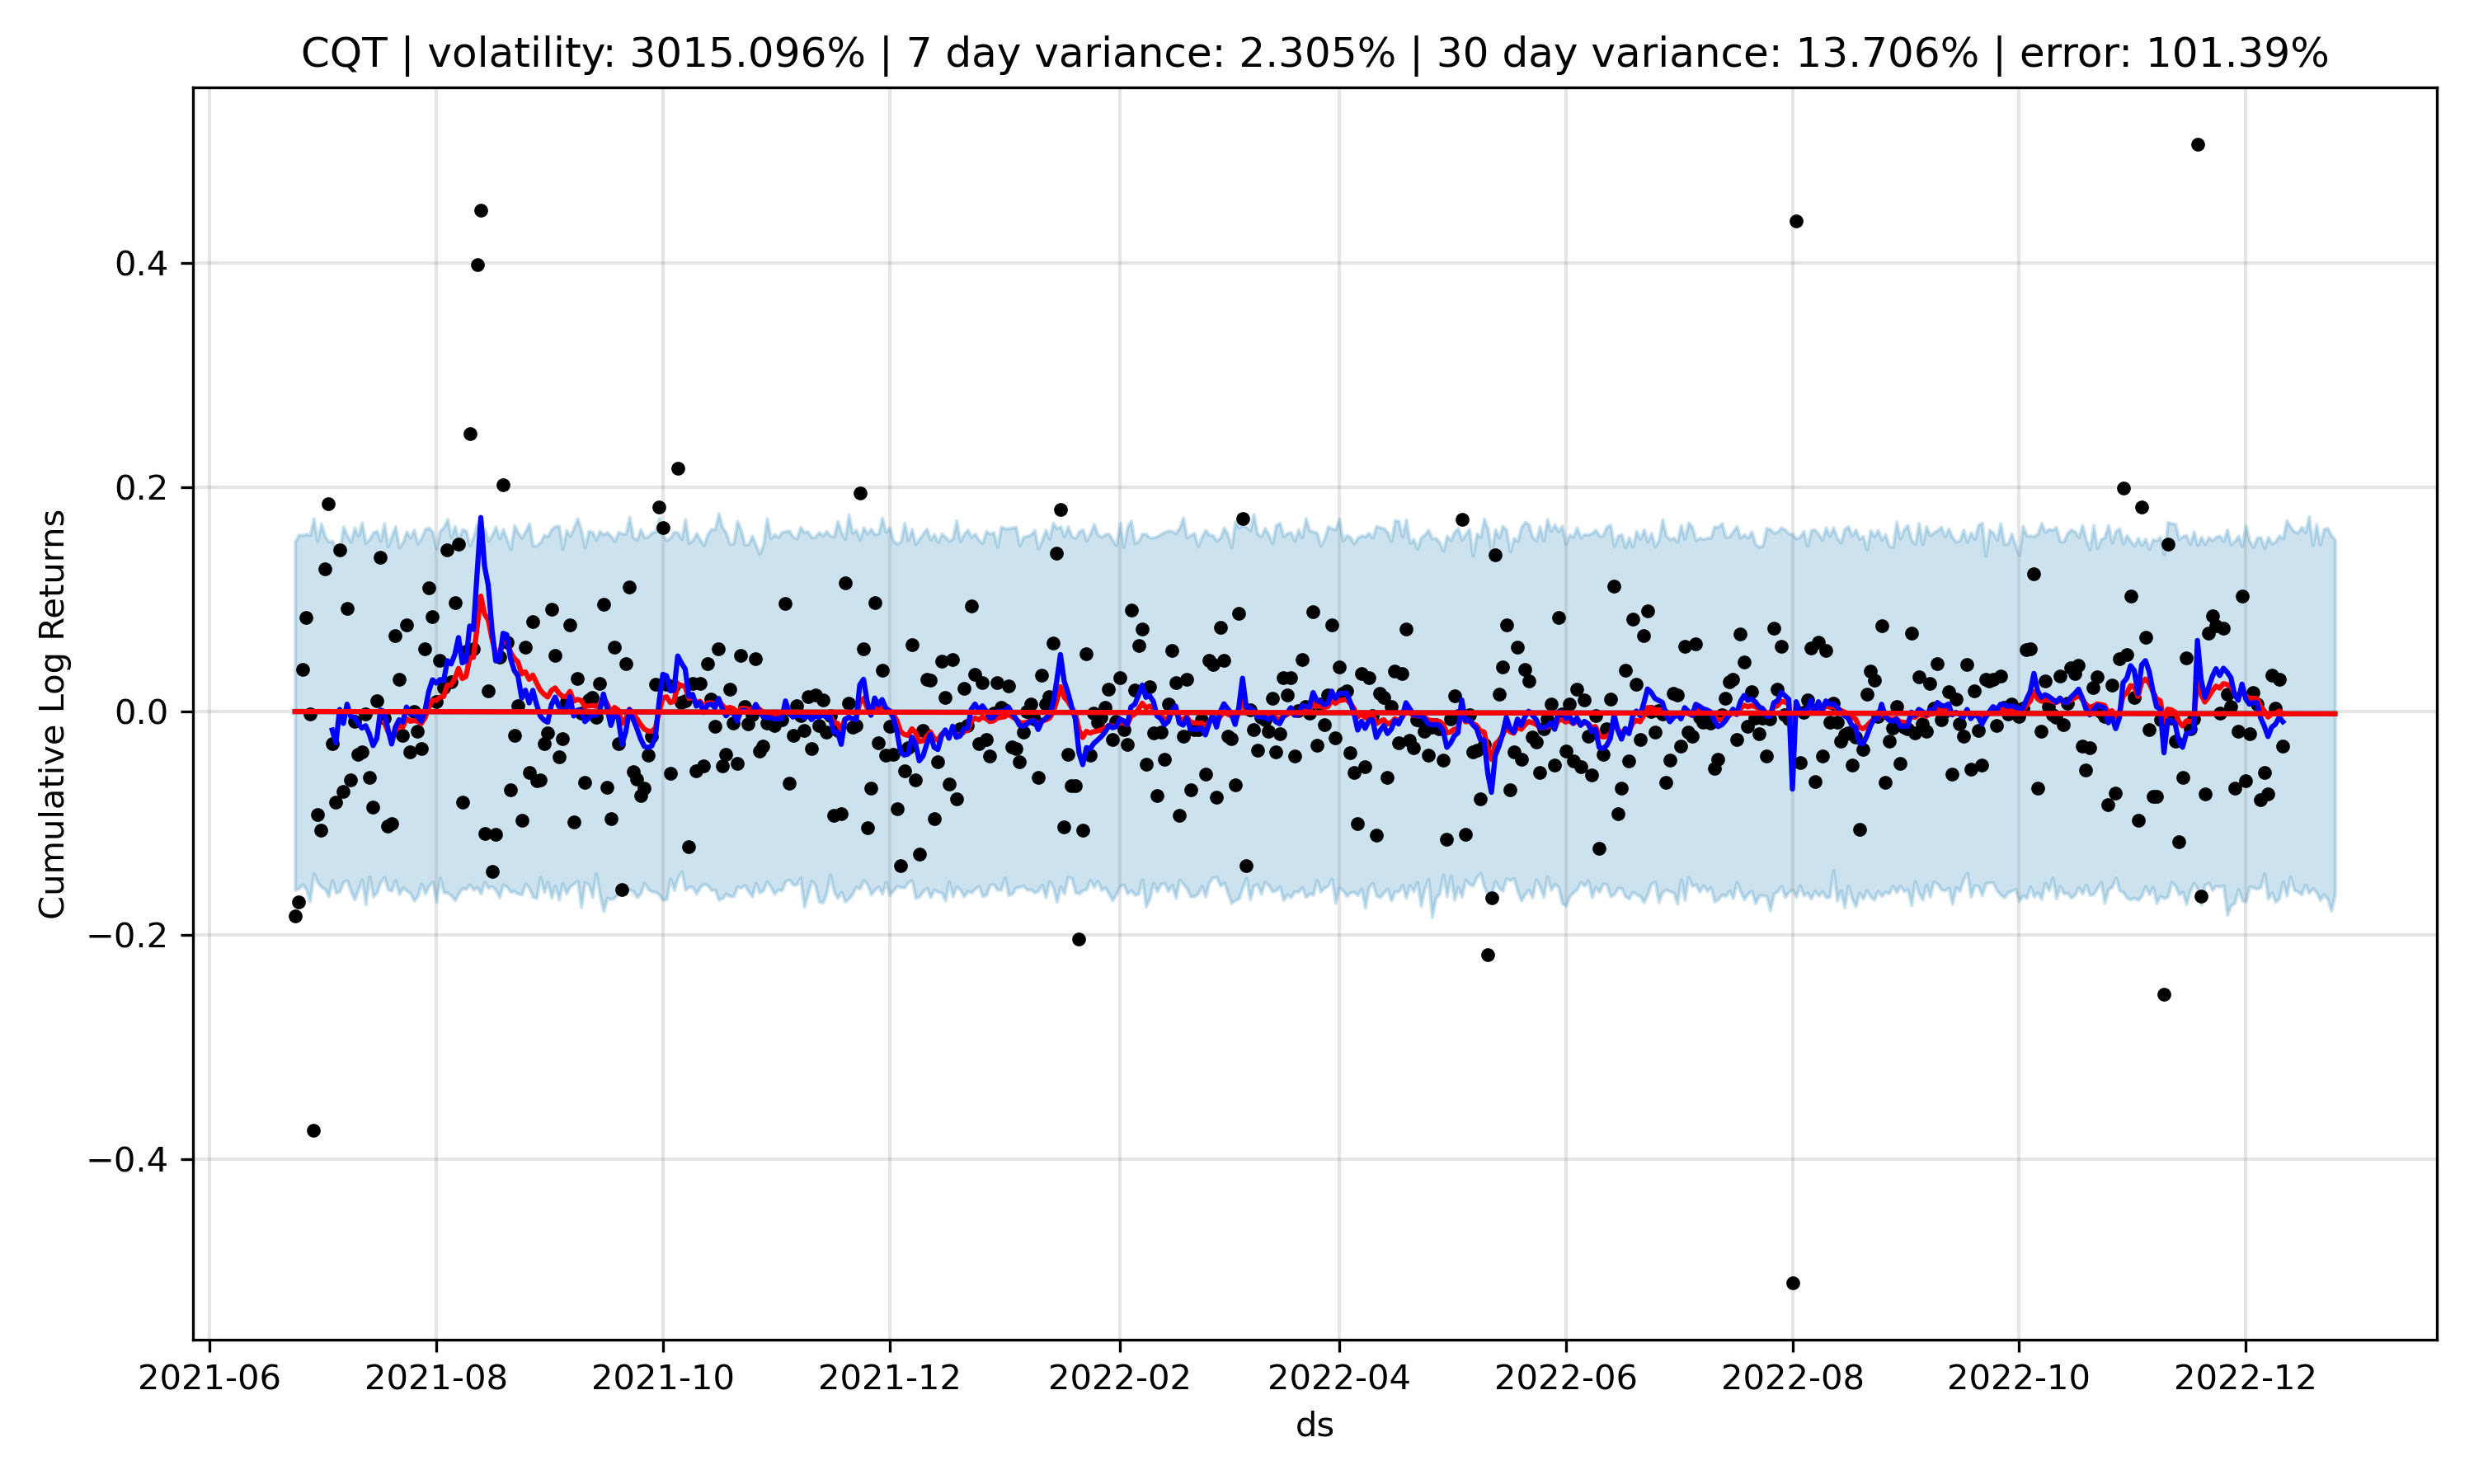 CQT | volatility: 3015.096% | 7 day variance: 2.305% | 30 day variance: 13.706% | error: 101.39%
Cumulative Log Returns
0.4
0.2
0.0
−0.2
−0.4
2021-06 2021-08 2021-10 2021-12 2022-02 2022-04 2022-06 2022-08 2022-10 2022-12
ds